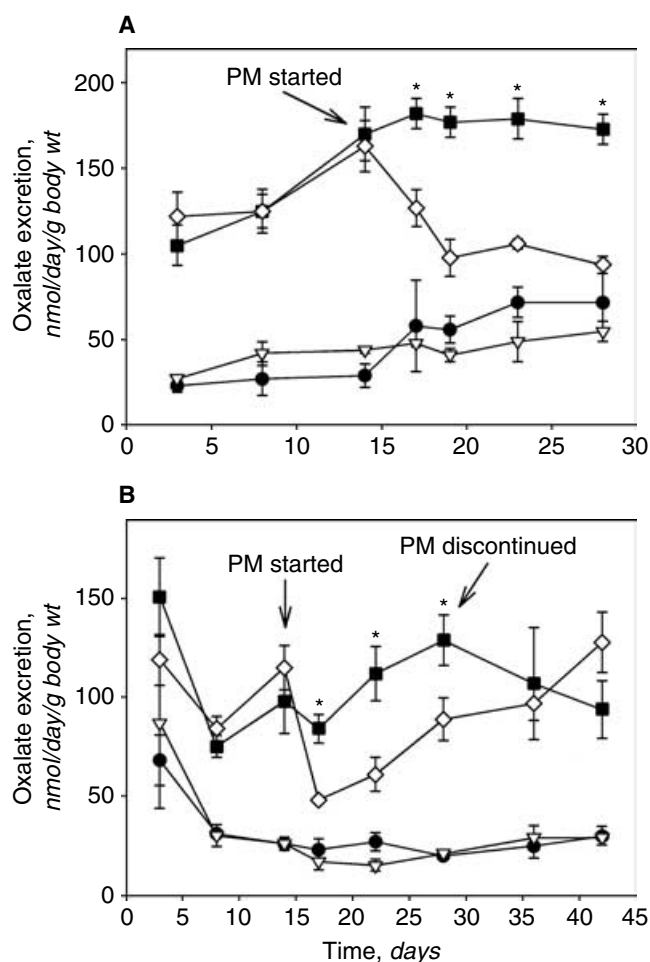 A
Oxalate excretion,
nmol/day/g body wt
200
150
100
50
0
PM started
* * * *
0 5 10 15 20 25 30
B
Oxalate excretion,
nmol/day/g body wt
150
100
50
0
PM started
PM discontinued
* * *
0 5 10 15 20 25 30 35 40 45
Time, days